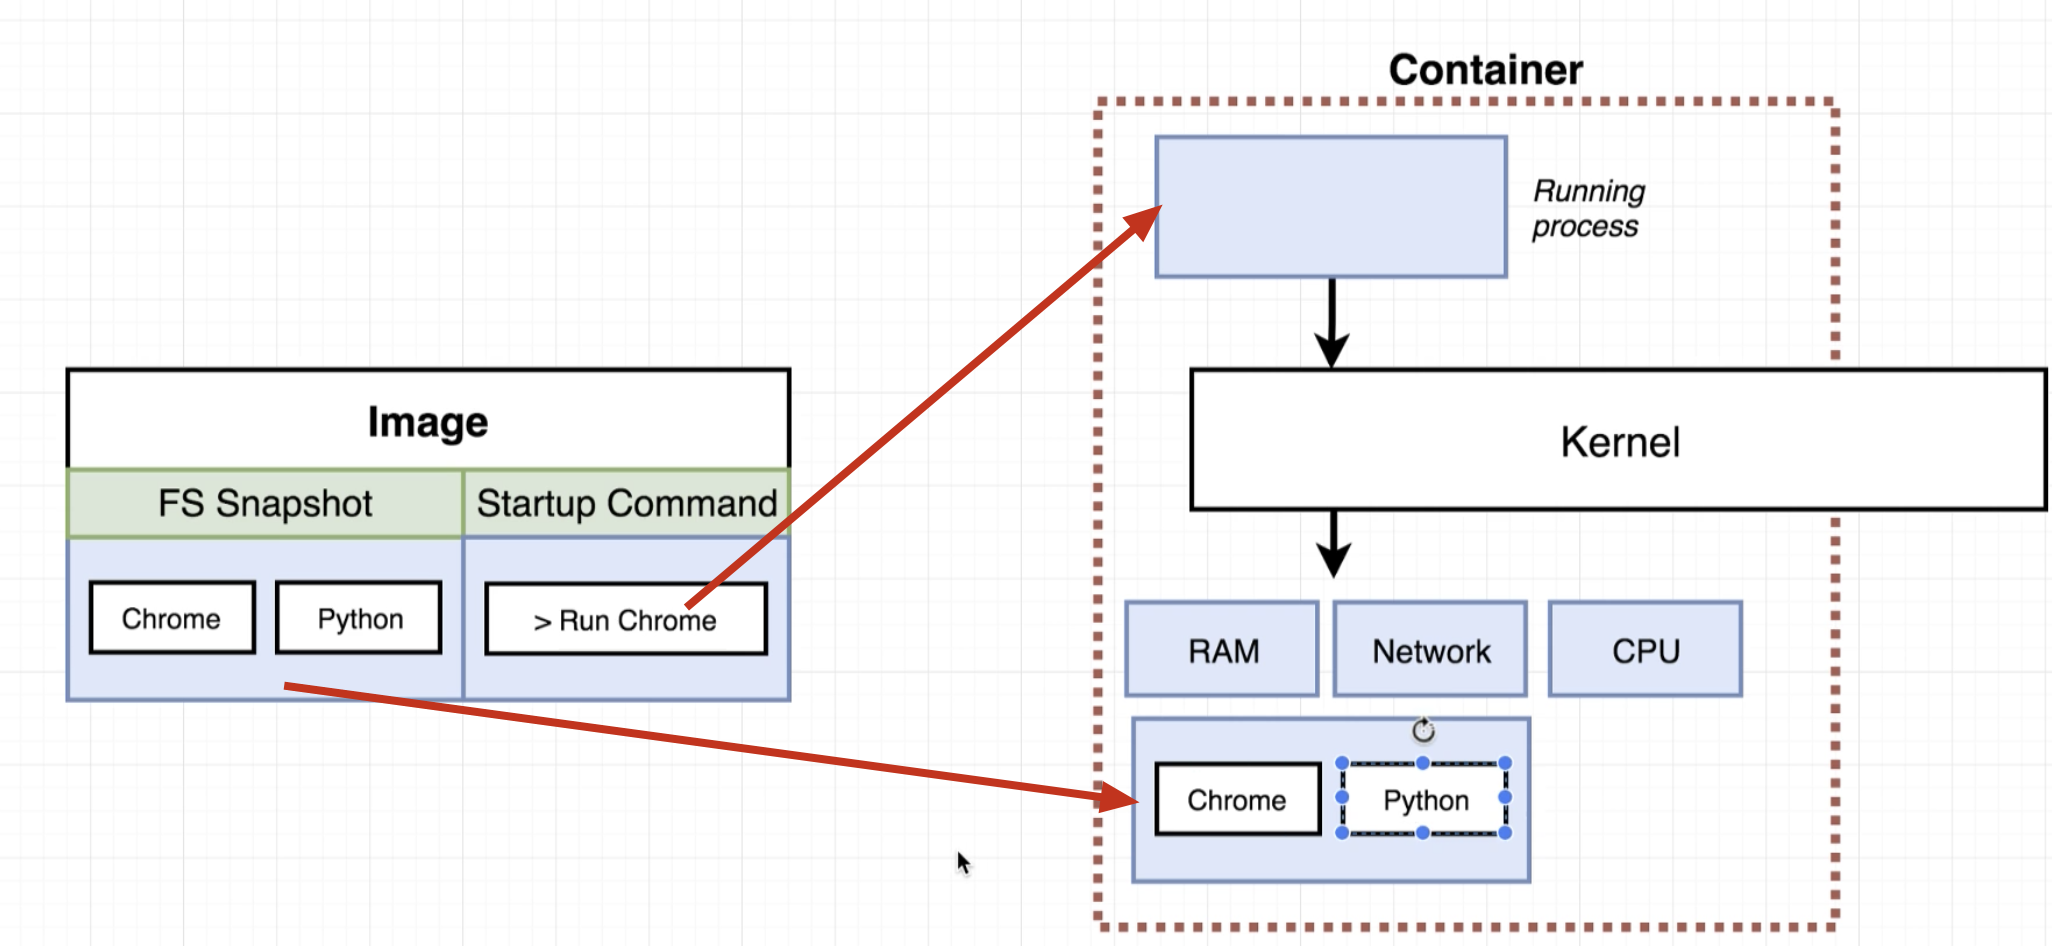 Container
Running
process
Image
Kernel
FS Snapshot
Startup Command
Chrome
Python
> Run Chrome
RAM
Network
CPU
Chrome
Python